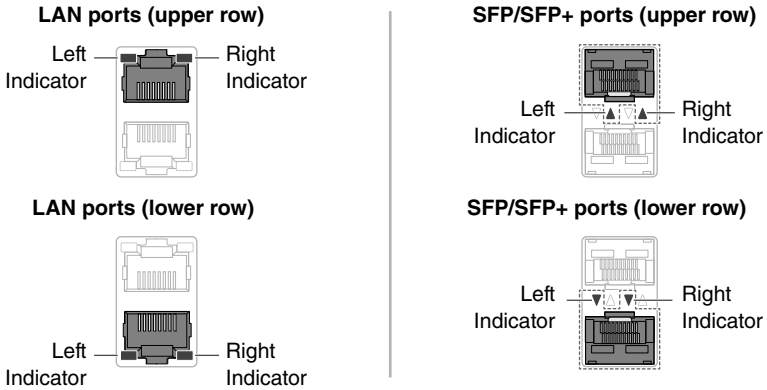 LAN ports (upper row)
Left
Indicator
Right
Indicator
SFP/SFP+ ports (upper row)
Left
Indicator
Right
Indicator
LAN ports (lower row)
Left
Indicator
Right
Indicator
SFP/SFP+ ports (lower row)
Left
Indicator
Right
Indicator